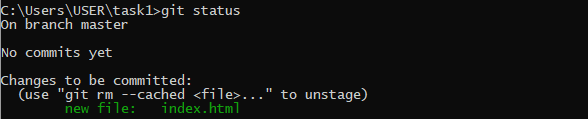 C:\Users\USER\task1>git status
On branch master

No commits yet

Changes to be committed:
  (use "git rm --cached <file>..." to unstage)
        new file:   index.html